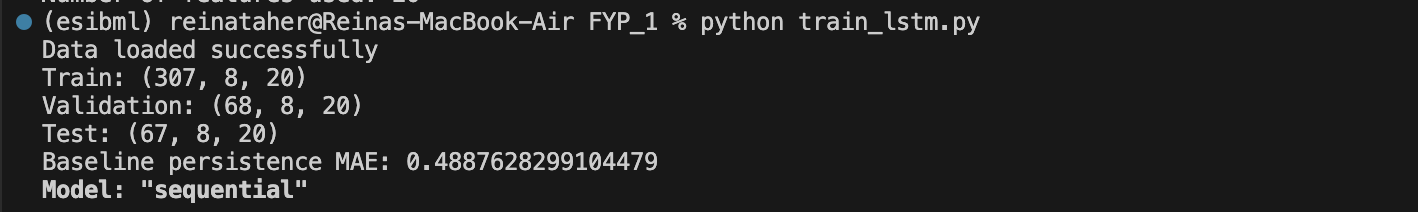 (esibml) reinataher@Reinas-MacBook-Air FYP_1 % python train_lstm.py
Data loaded successfully
Train: (307, 8, 20)
Validation: (68, 8, 20)
Test: (67, 8, 20)
Baseline persistence MAE: 0.4887628299104479
Model: "sequential"